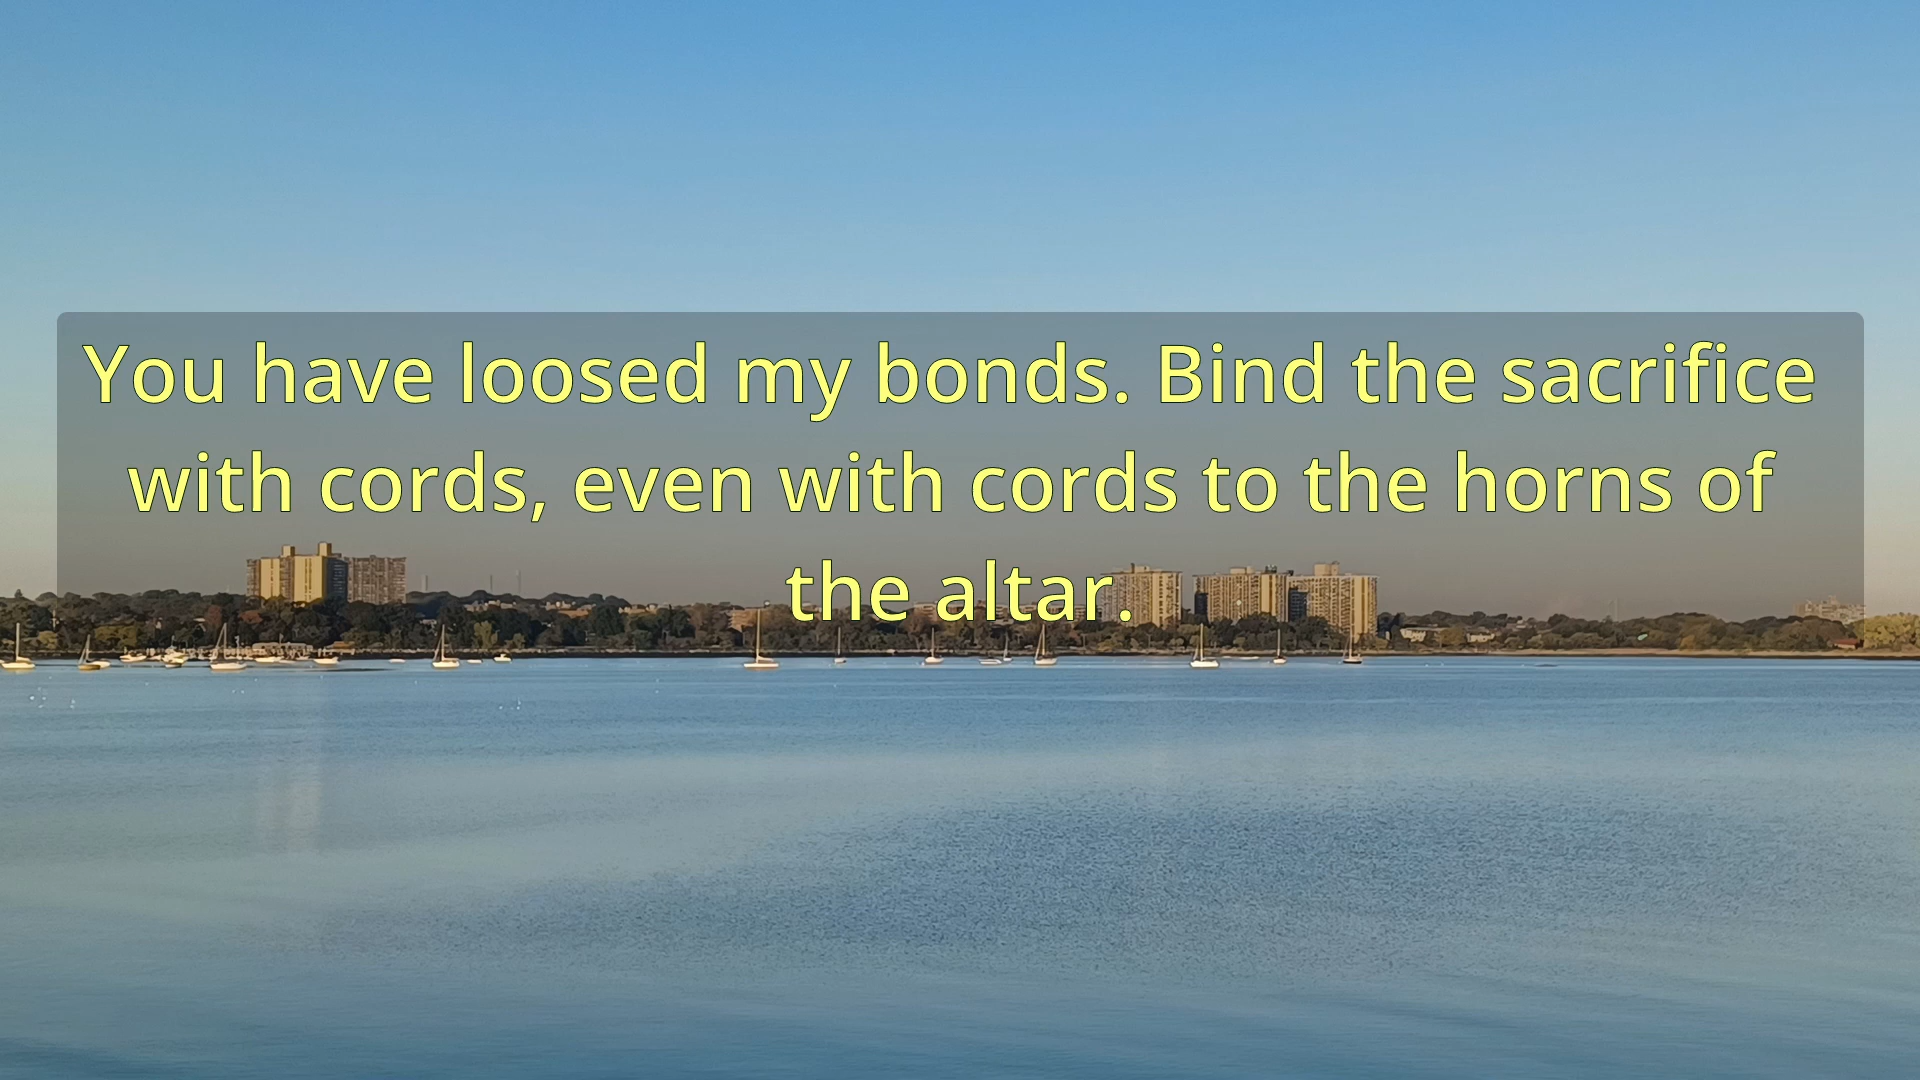 You have loosed my bonds. Bind the sacrifice
with cords, even with cords to the horns of
the altar.